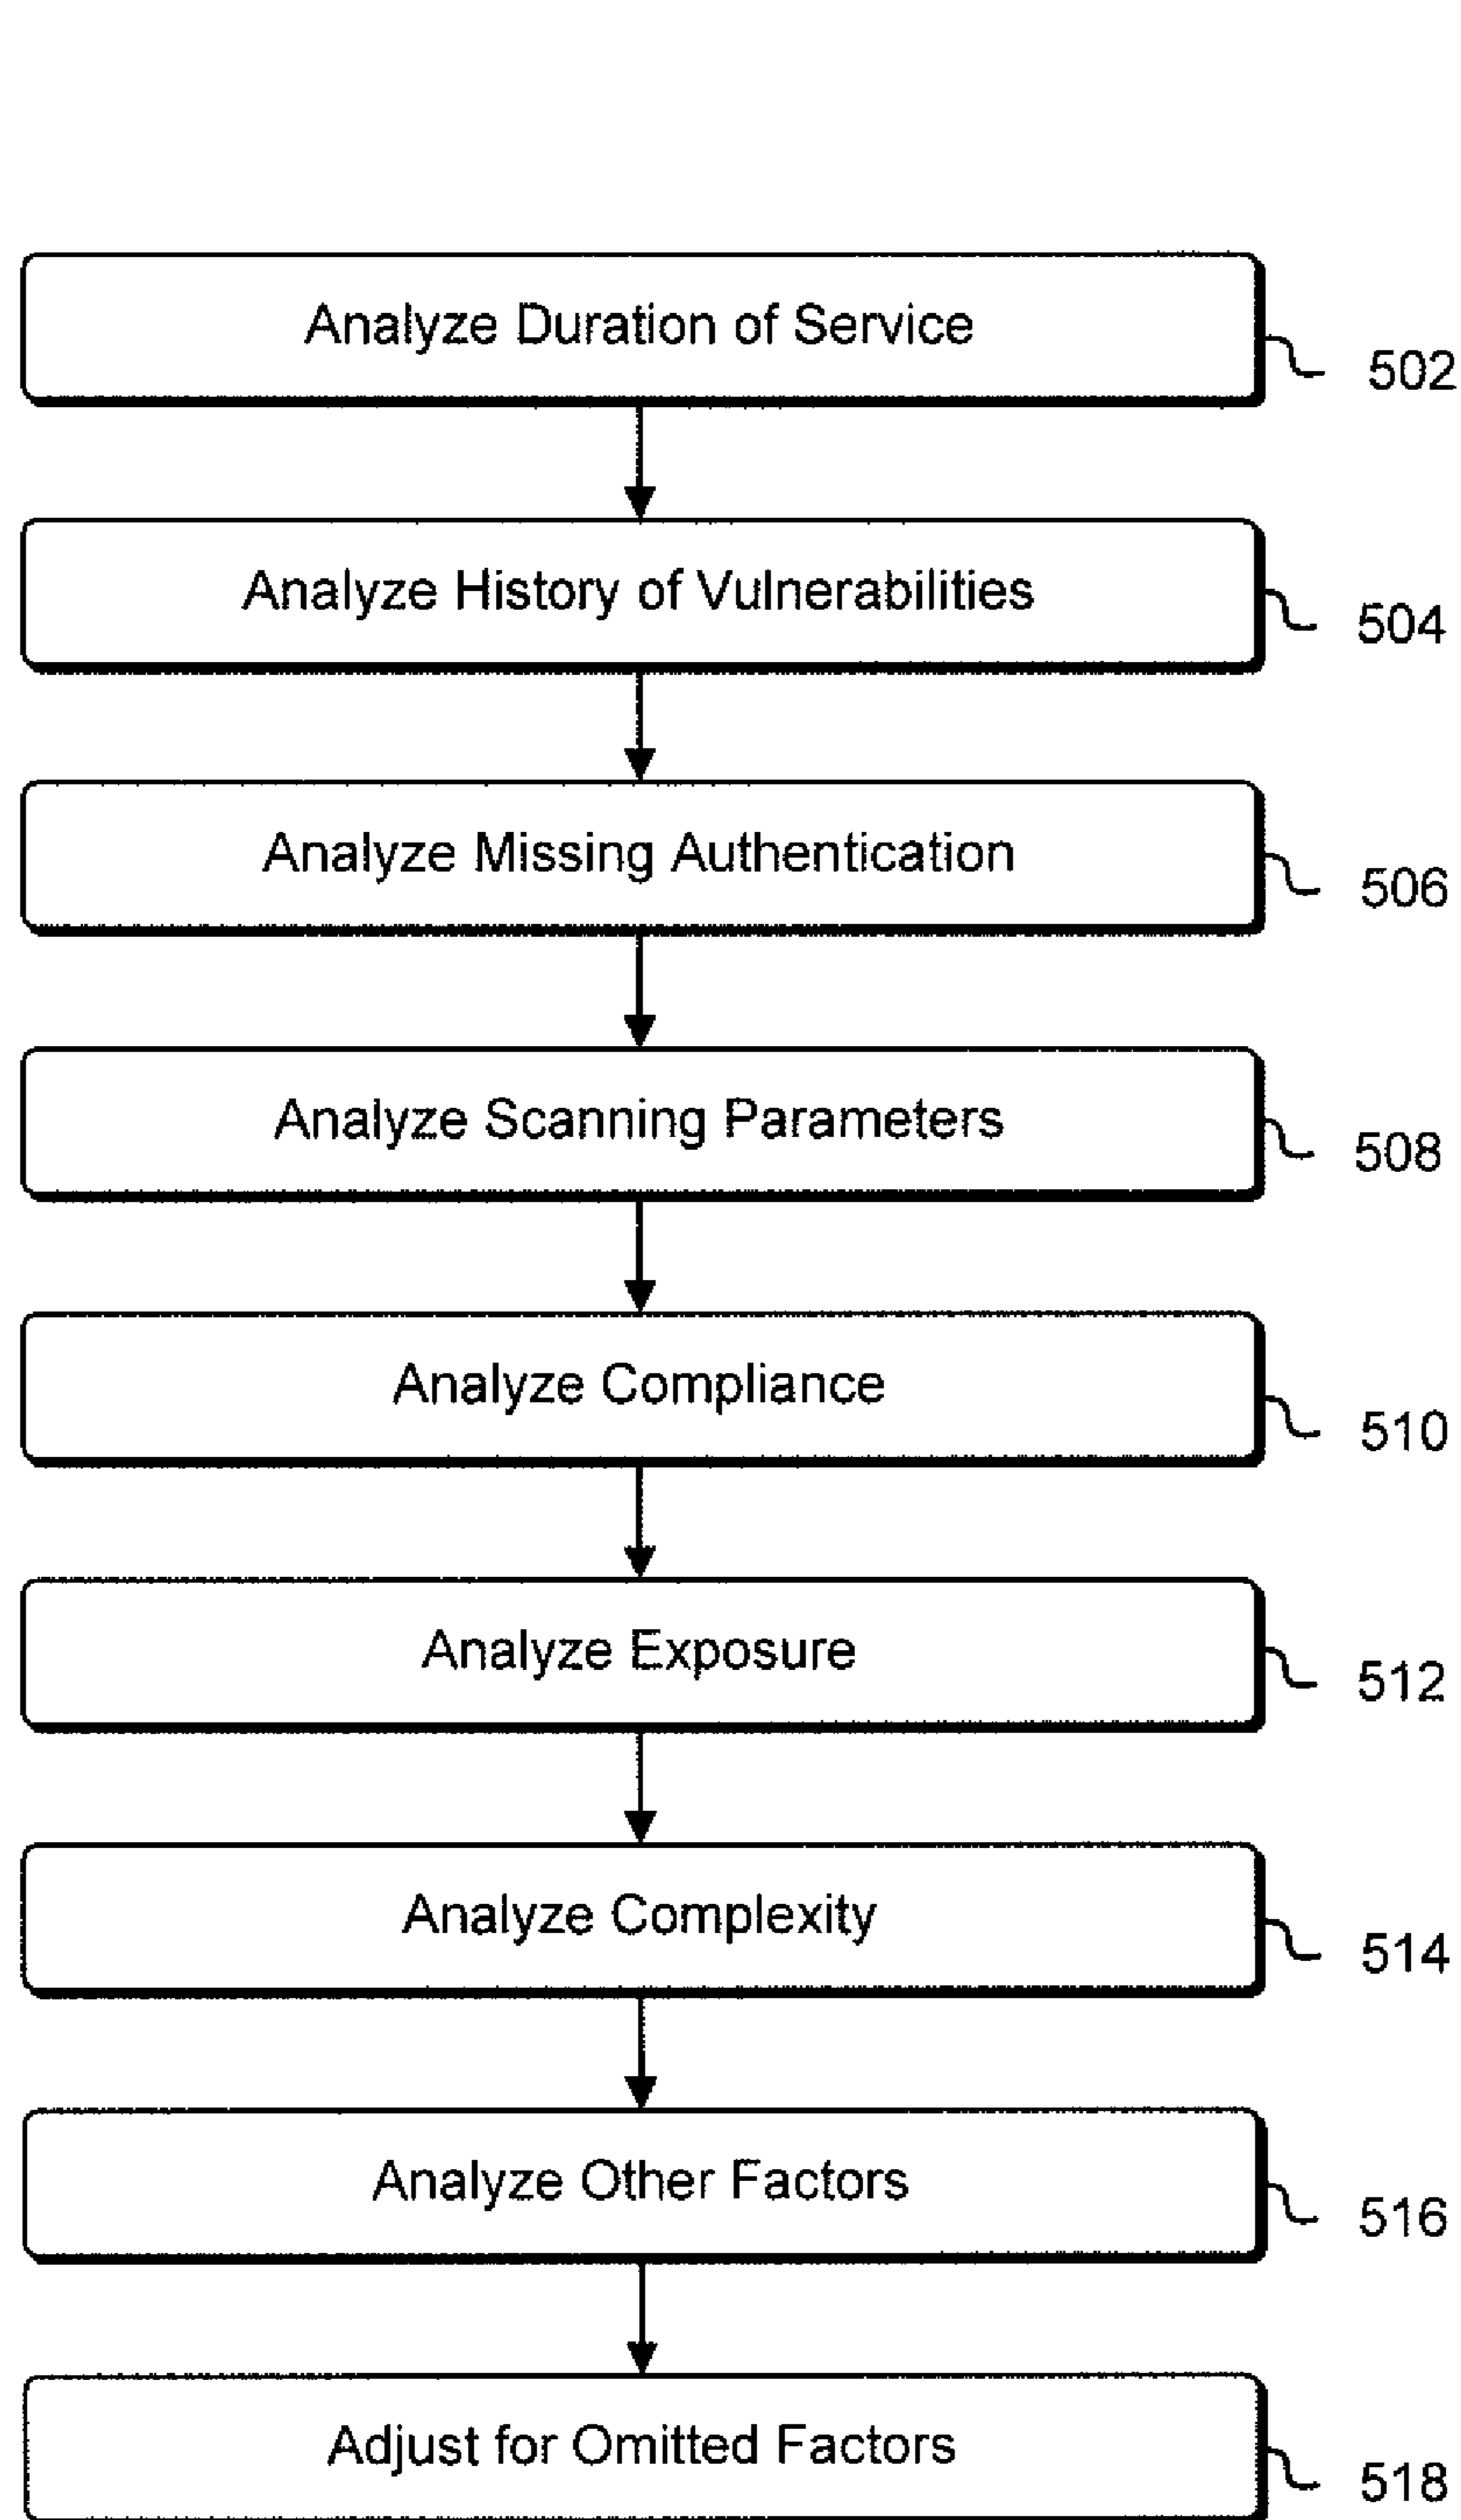 Analyze Duration of Service
502
Analyze History of Vulnerabilities
504
Analyze Missing Authentication
506
Analyze Scanning Parameters
508
Analyze Compliance
510
Analyze Exposure
512
Analyze Complexity
514
Analyze Other Factors
516
Adjust for Omitted Factors
518